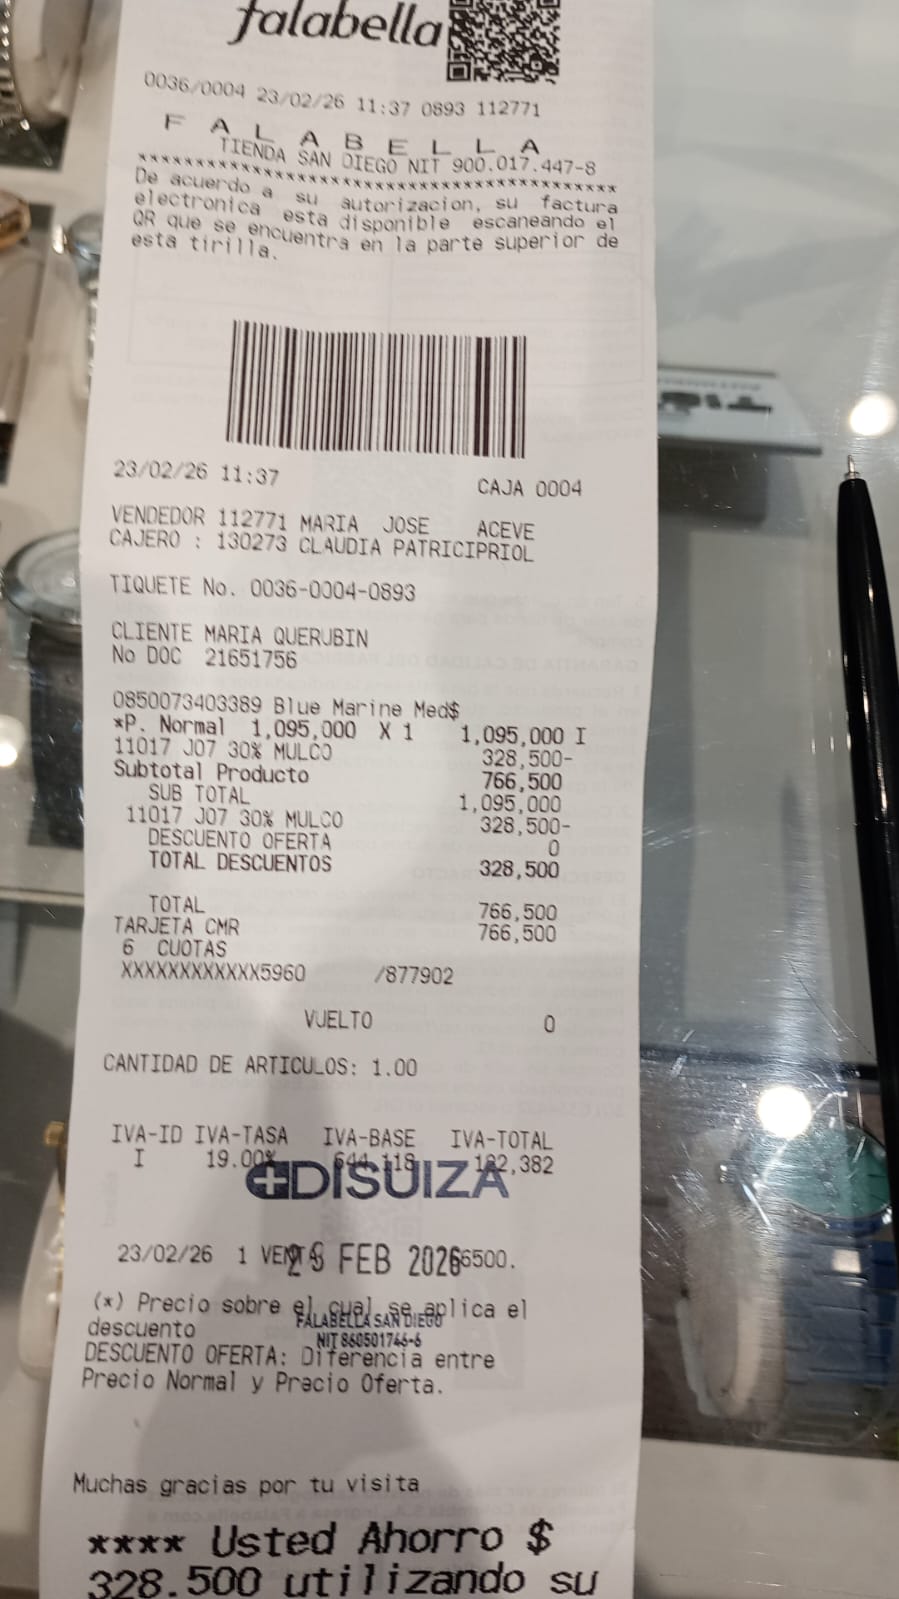 falabella
0036/0004 23/02/26 11:37 0893 112771
F A L A B E L L A
TIENDA SAN DIEGO NIT 900.017.447-8
****************************************
De acuerdo a su autorizacion, su factura
electronica esta disponible escaneando el
QR que se encuentra en la parte superior de
esta tirilla.
23/02/26 11:37 CAJA 0004
VENDEDOR 112771 MARIA JOSE ACEVE
CAJERO : 130273 CLAUDIA PATRICIPRIOL
TIQUETE No. 0036-0004-0893
CLIENTE MARIA QUERUBIN
No DOC 21651756
0850073403389 Blue Marine Med$
*P. Normal 1,095,000 X 1 1,095,000 I
11017 J07 30% MULCO 328,500-
Subtotal Producto 766,500
SUB TOTAL 1,095,000
11017 J07 30% MULCO 328,500-
DESCUENTO OFERTA 0
TOTAL DESCUENTOS 328,500
TOTAL 766,500
TARJETA CMR 766,500
6 CUOTAS
XXXXXXXXXXXX5960 /877902
VUELTO 0
CANTIDAD DE ARTICULOS: 1.00
IVA-ID IVA-TASA IVA-BASE IVA-TOTAL
I 19.00% 644,118 122,382
DISUIZA
23/02/26 1 FEB 2026 6500.
(*) Precio sobre el cual se aplica el
descuento
FALABELLA SAN DIEGO
NIT 860501746-6
DESCUENTO OFERTA: Diferencia entre
Precio Normal y Precio Oferta.
Muchas gracias por tu visita
**** Usted Ahorro $
328.500 utilizando su